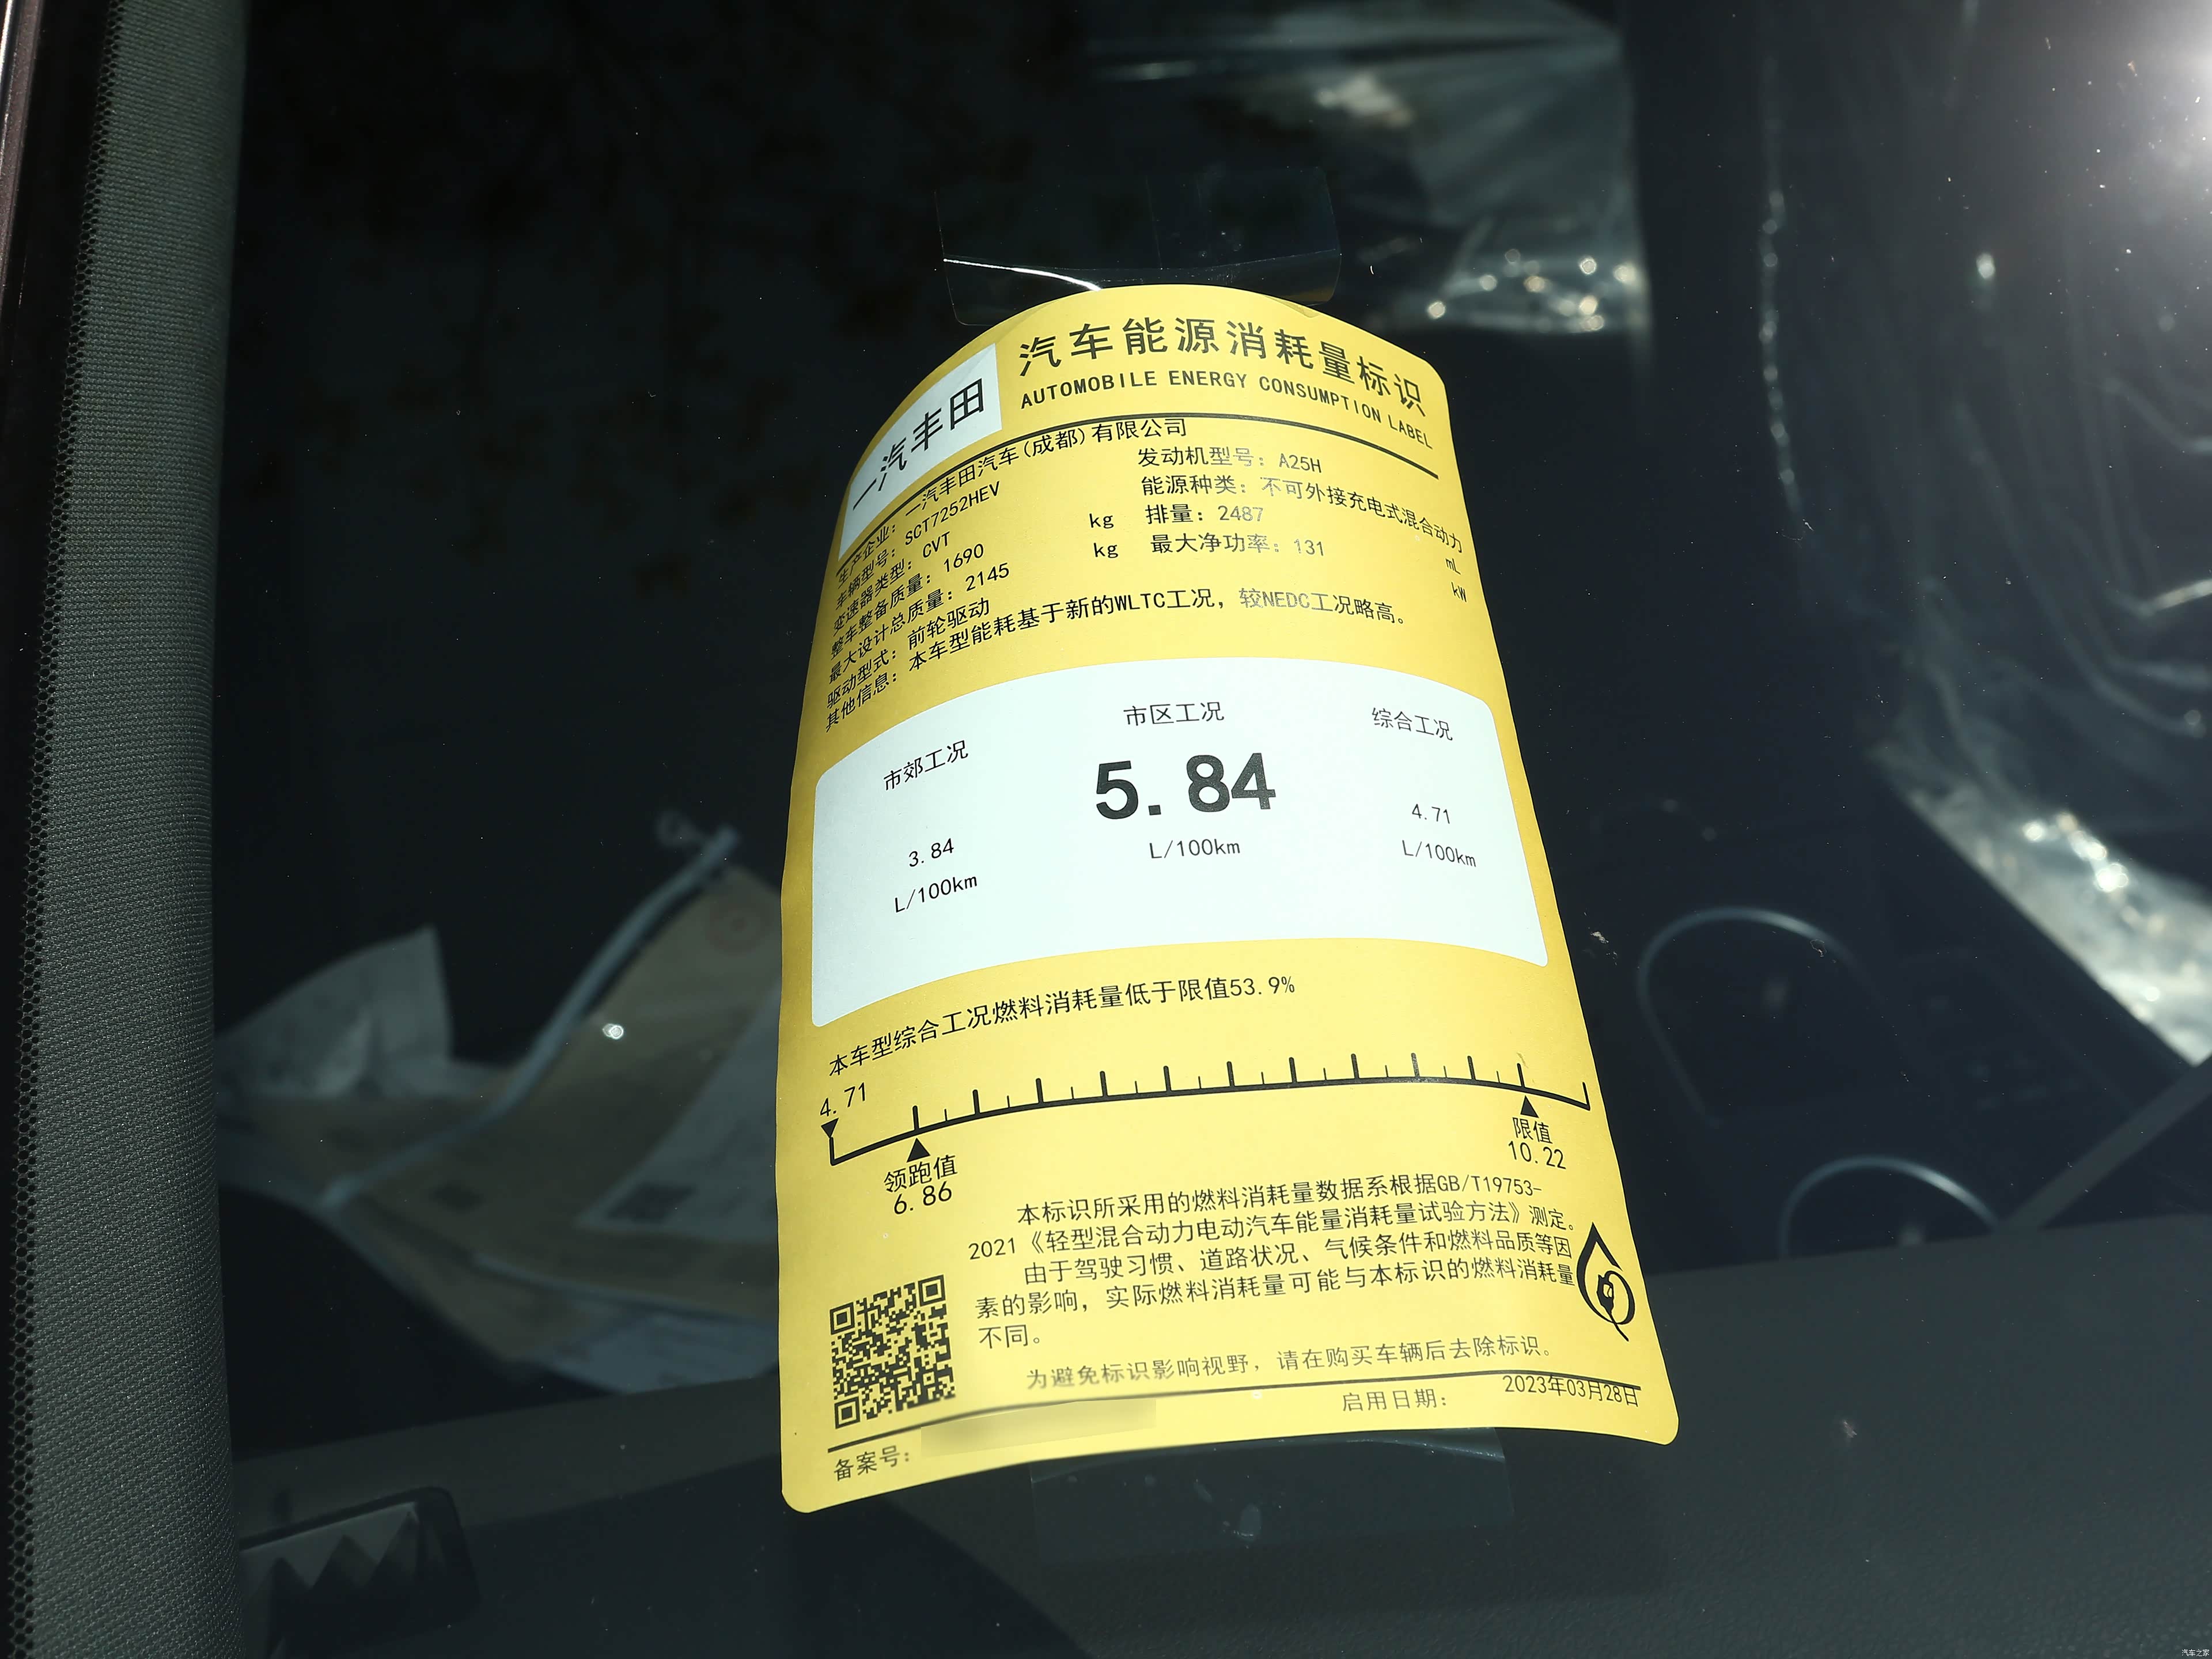 一汽丰田
汽车能源消耗量标识
AUTOMOBILE ENERGY CONSUMPTION LABEL
生产企业：一汽丰田汽车(成都)有限公司
车辆型号：SCT7252HEV
发动机型号：A25H
变速器类型：CVT
能源种类：不可外接充电式混合动力
整车整备质量：1690 kg
排量：2487 mL
最大设计总质量：2145 kg
最大净功率：131 kW
驱动型式：前轮驱动
其他信息：本车型能耗基于新的WLTC工况，较NEDC工况略高。
市郊工况
3.84
L/100km
市区工况
5.84
L/100km
综合工况
4.71
L/100km
本车型综合工况燃料消耗量低于限值53.9%
4.71
领跑值
6.86
限值
10.22
本标识所采用的燃料消耗量数据系根据GB/T19753-
2021《轻型混合动力电动汽车能量消耗量试验方法》测定。
由于驾驶习惯、道路状况、气候条件和燃料品质等因
素的影响，实际燃料消耗量可能与本标识的燃料消耗量
不同。
为避免标识影响视野，请在购买车辆后去除标识。
备案号：
启用日期：2023年03月28日
汽车之家